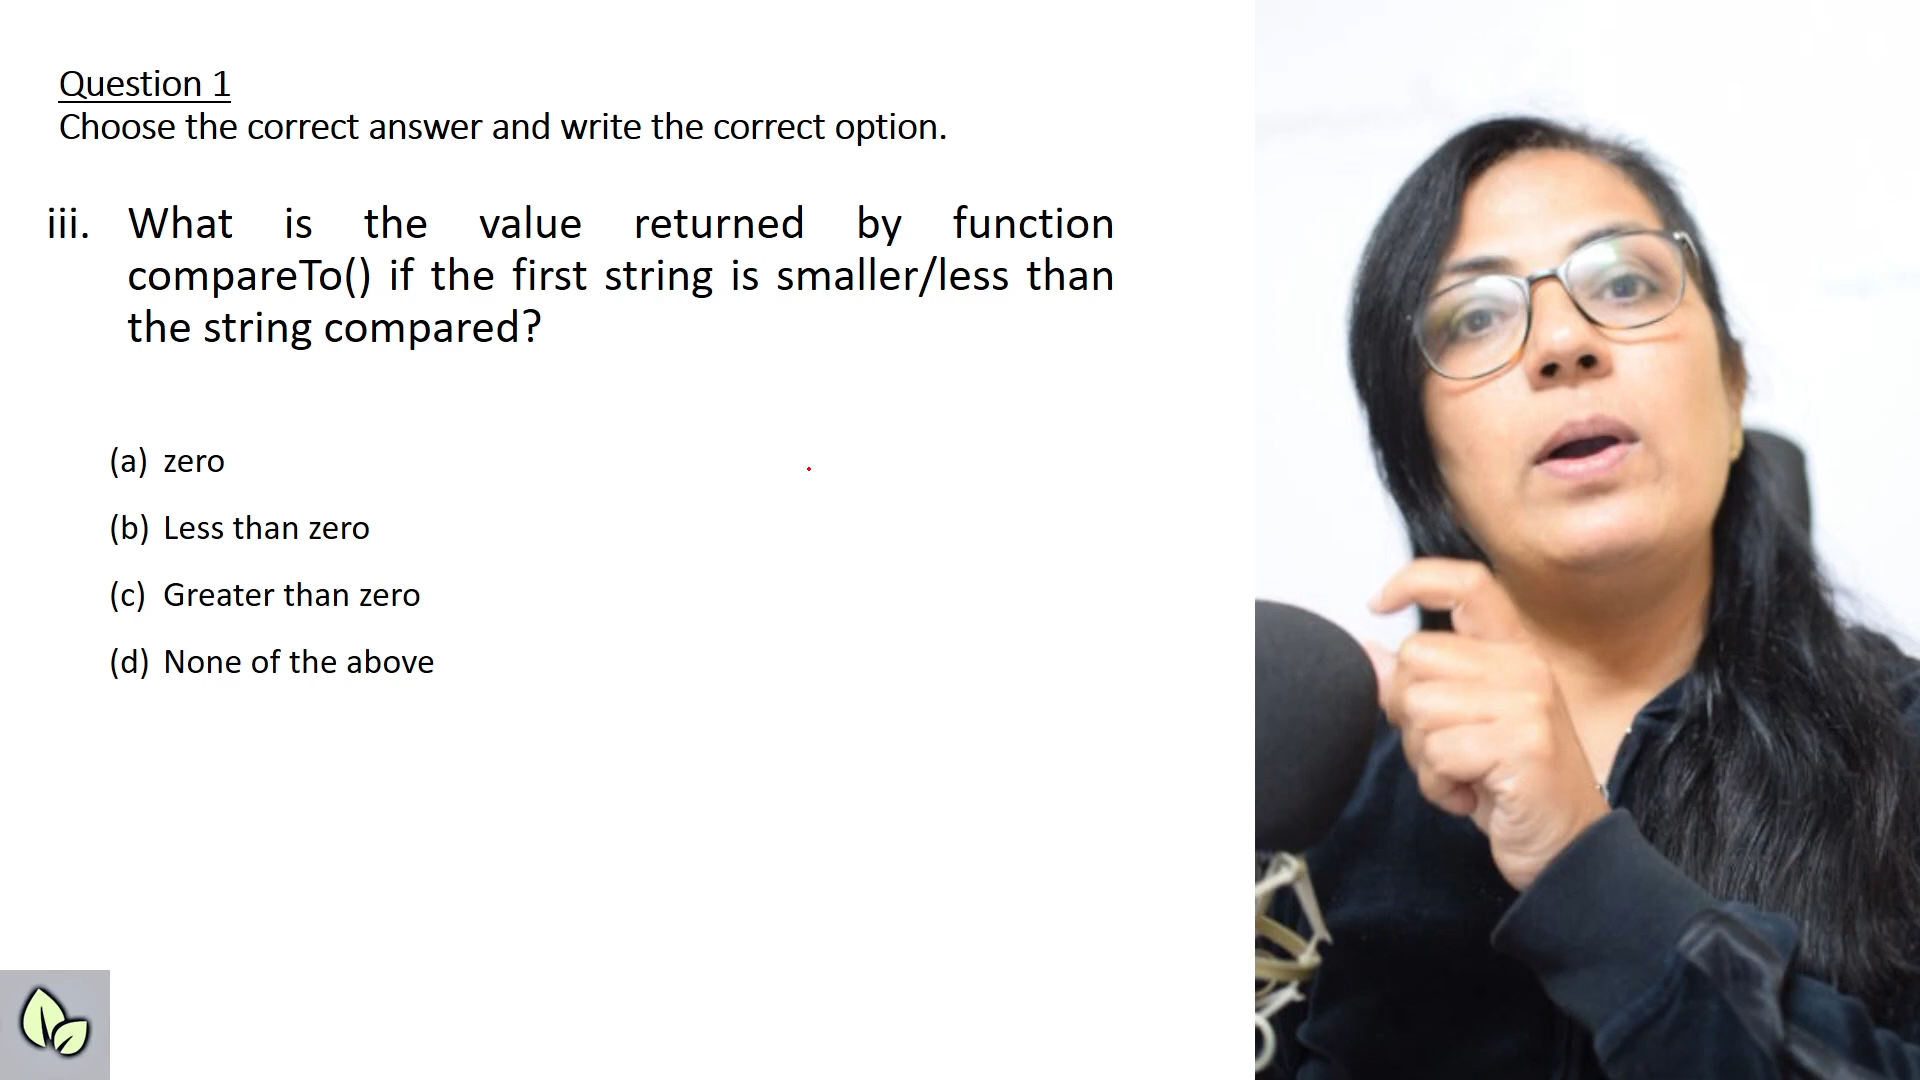 Question 1
Choose the correct answer and write the correct option.
iii. What is the value returned by function
compareTo() if the first string is smaller/less than
the string compared?
(a) zero
(b) Less than zero
(c) Greater than zero
(d) None of the above